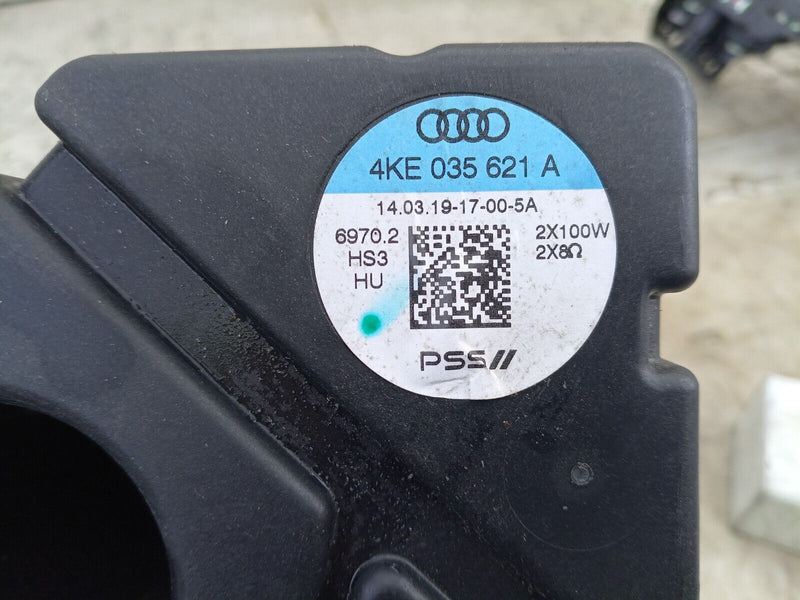 4KE 035 621 A
14.03.19-17-00-5A
6970.2
HS3
HU
2X100W
2X8Ω
PSS//